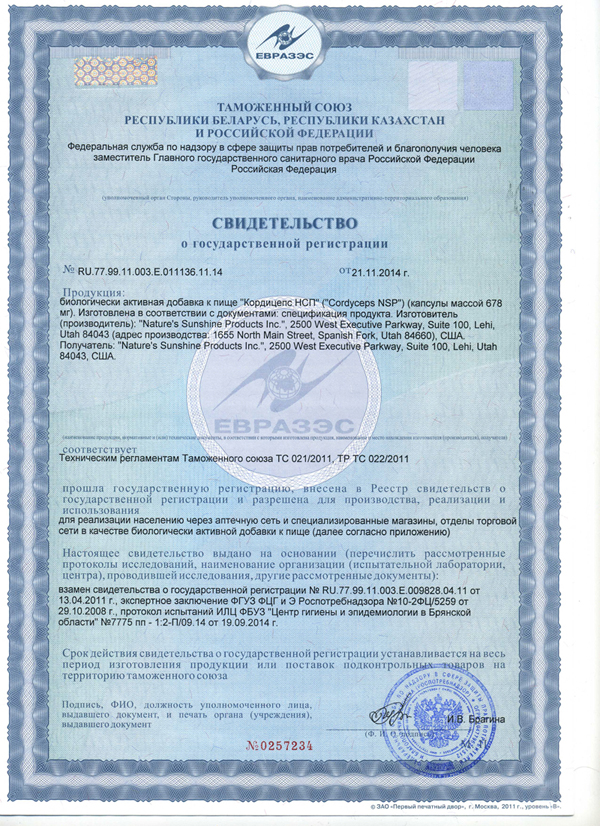 ЕВРАЗЭС
ТАМОЖЕННЫЙ СОЮЗ
РЕСПУБЛИКИ БЕЛАРУСЬ, РЕСПУБЛИКИ КАЗАХСТАН
И РОССИЙСКОЙ ФЕДЕРАЦИИ
Федеральная служба по надзору в сфере защиты прав потребителей и благополучия человека
заместитель Главного государственного санитарного врача Российской Федерации
Российская Федерация
(уполномоченный орган Стороны, руководитель уполномоченного органа, наименование административно-территориального образования)
СВИДЕТЕЛЬСТВО
о государственной регистрации
№ RU.77.99.11.003.Е.011136.11.14 от 21.11.2014 г.
Продукция:
биологически активная добавка к пище "Кордицепс НСП" ("Cordyceps NSP") (капсулы массой 678
мг). Изготовлена в соответствии с документами: спецификация продукта. Изготовитель
(производитель): "Nature's Sunshine Products Inc.", 2500 West Executive Parkway, Suite 100, Lehi,
Utah 84043 (адрес производства: 1655 North Main Street, Spanish Fork, Utah 84660), США.
Получатель: "Nature's Sunshine Products Inc.", 2500 West Executive Parkway, Suite 100, Lehi, Utah
84043, США.
ЕВРАЗЭС
(наименование продукции, нормативные и (или) технические документы, в соответствии с которыми изготовлена продукция, наименование и место нахождения изготовителя (производителя), получателя)
соответствует
Техническим регламентам Таможенного союза ТС 021/2011, ТР ТС 022/2011
прошла государственную регистрацию, внесена в Реестр свидетельств о
государственной регистрации и разрешена для производства, реализации и
использования
для реализации населению через аптечную сеть и специализированные магазины, отделы торговой
сети в качестве биологически активной добавки к пище (далее согласно приложению)
Настоящее свидетельство выдано на основании (перечислить рассмотренные
протоколы исследований, наименование организации (испытательной лаборатории,
центра), проводившей исследования, другие рассмотренные документы):
взамен свидетельства о государственной регистрации № RU.77.99.11.003.Е.009828.04.11 от
13.04.2011 г., экспертное заключение ФГУЗ ФЦГ и Э Роспотребнадзора №10-2ФЦ/5259 от
29.10.2008 г., протокол испытаний ИЛЦ ФБУЗ "Центр гигиены и эпидемиологии в Брянской
области" №7775 пп - 1:2-П/09.14 от 19.09.2014 г.
Срок действия свидетельства о государственной регистрации устанавливается на весь
период изготовления продукции или поставок подконтрольных товаров на
территорию таможенного союза
Подпись, ФИО, должность уполномоченного лица,
выдавшего документ, и печать органа (учреждения),
выдавшего документ
И.В. Брагина
(Ф. И. О. подпись)
№0257234
© ЗАО «Первый печатный двор», г. Москва, 2011 г., уровень «В».